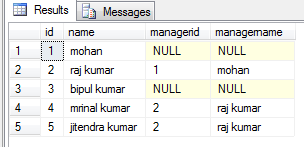 Results Messages
id name managerid managername
1 1 mohan NULL NULL
2 2 raj kumar 1 mohan
3 3 bipul kumar NULL NULL
4 4 mrinal kumar 2 raj kumar
5 5 jitendra kumar 2 raj kumar